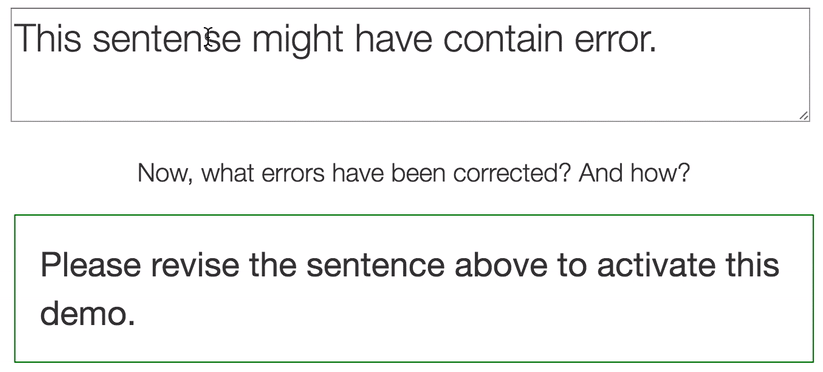 This sentense might have contain error.
Now, what errors have been corrected? And how?
Please revise the sentence above to activate this
demo.